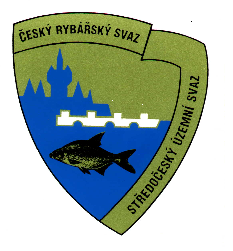 ČESKÝ RYBÁŘSKÝ SVAZ
STŘEDOČESKÝ ÚZEMNÍ SVAZ